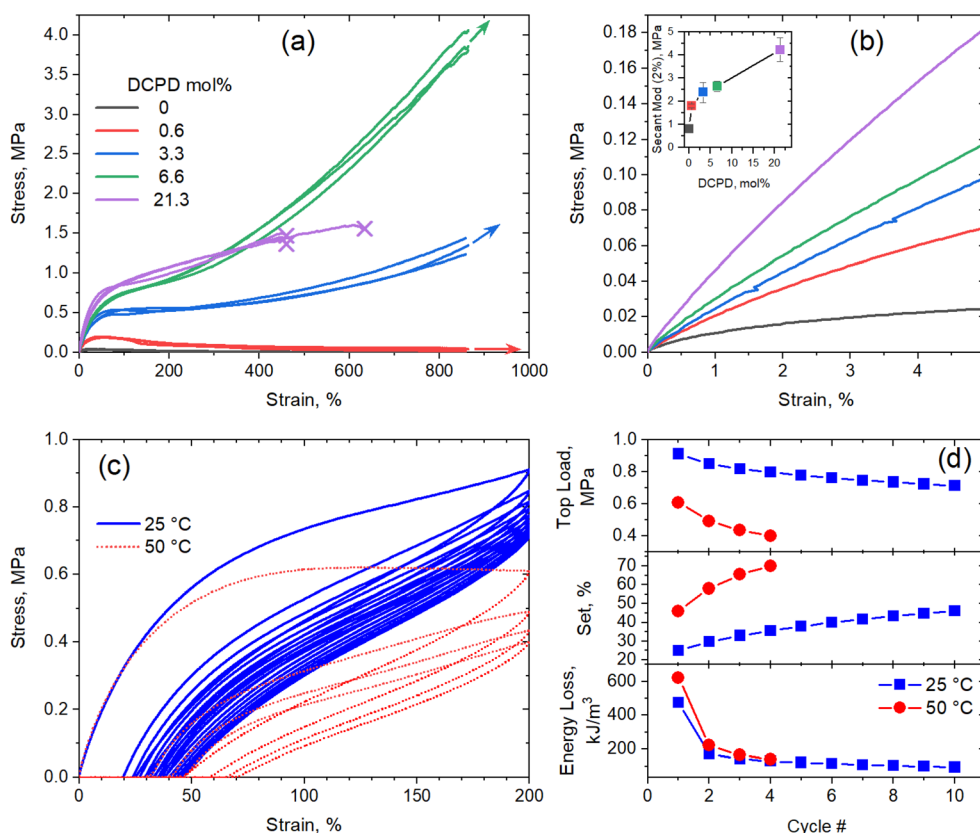 (a)
DCPD mol%
0
0.6
3.3
6.6
21.3
Stress, MPa
4.0
3.5
3.0
2.5
2.0
1.5
1.0
0.5
0.0
0 200 400 600 800 1000
Strain, %
(b)
Stress, MPa
0.18
0.16
0.14
0.12
0.10
0.08
0.06
0.04
0.02
0.00
0 1 2 3 4 5
Strain, %
Secant Mod (2%), MPa
5
4
3
2
1
0
0 5 10 15 20
DCPD, mol%
(c)
25 °C
50 °C
Stress, MPa
1.0
0.8
0.6
0.4
0.2
0.0
0 50 100 150 200
Strain, %
(d)
Top Load,
MPa
1.0
0.8
0.6
0.4
Set, %
70
60
50
40
30
20
Energy Loss,
kJ/m³
600
400
200
25 °C
50 °C
0 2 4 6 8 10
Cycle #